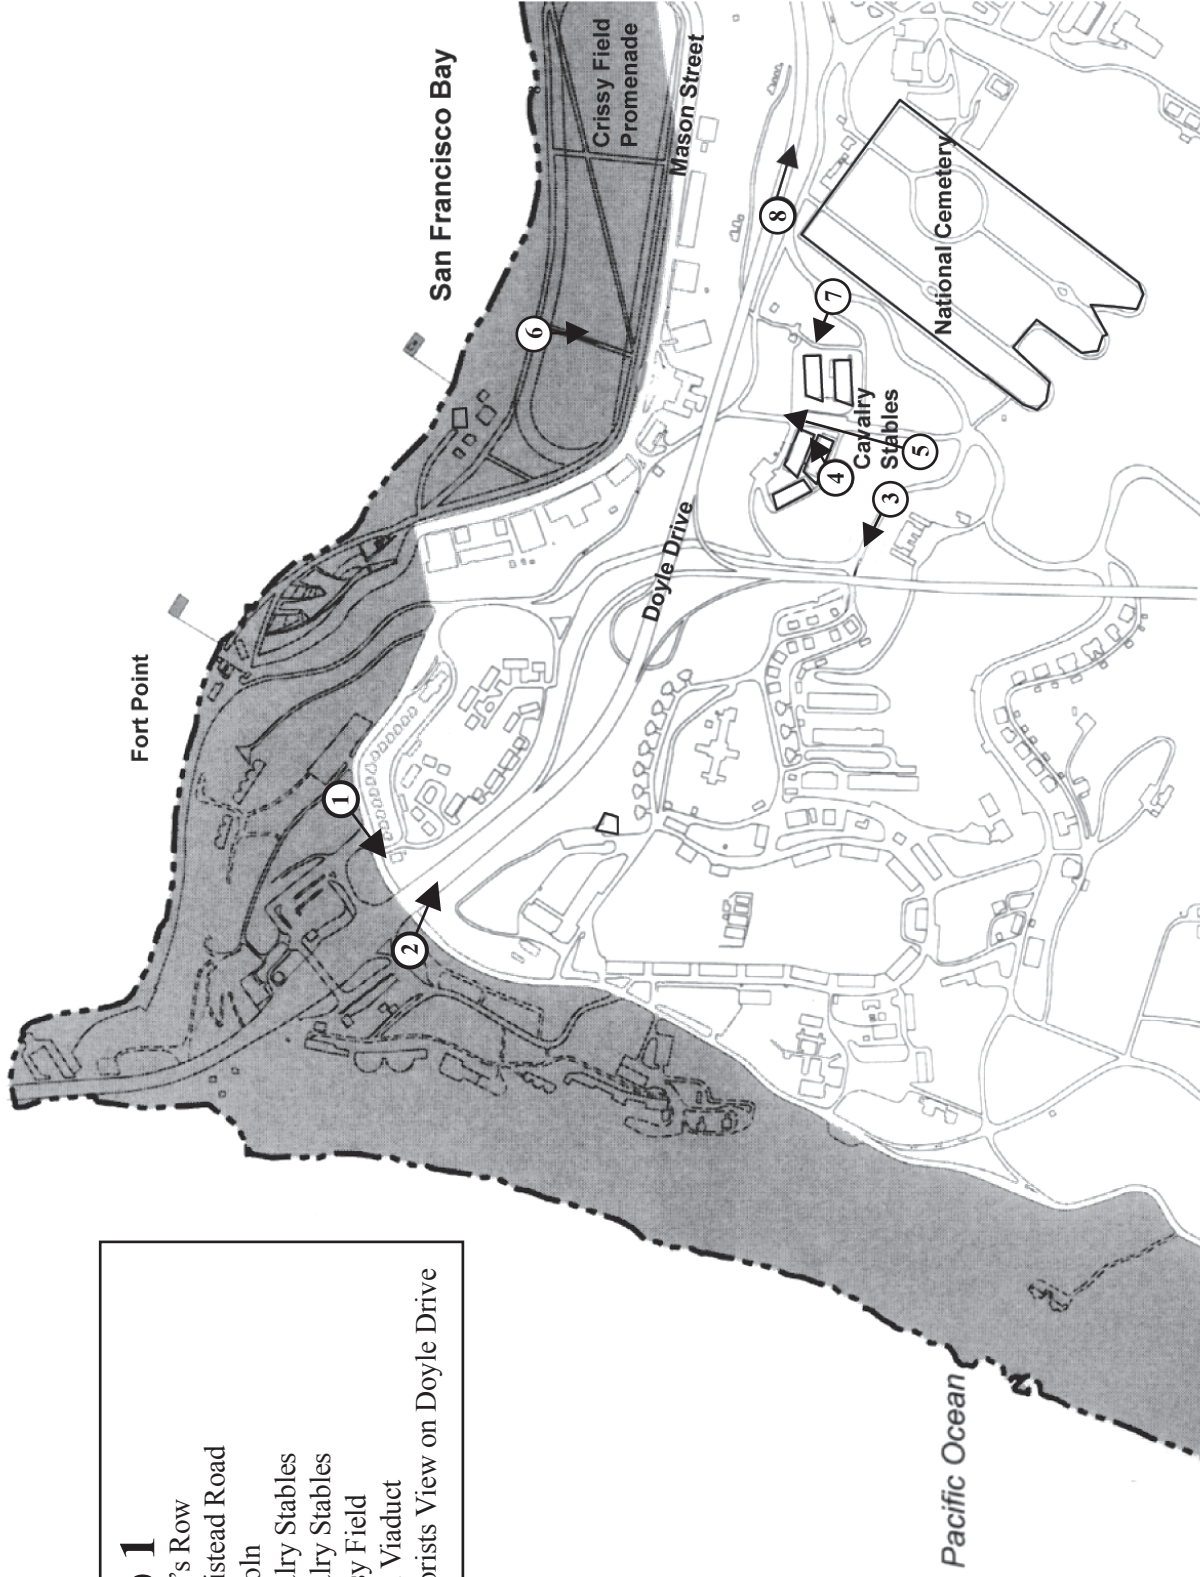 San Francisco Bay
Crissy Field
Promenade
Mason Street
Fort Point
Doyle Drive
National Cemetery
Cavalry
Stables
1
2
3
4
5
6
7
8
Pacific Ocean
1
's Row
istead Road
oln
lry Stables
lry Stables
y Field
Viaduct
orists View on Doyle Drive